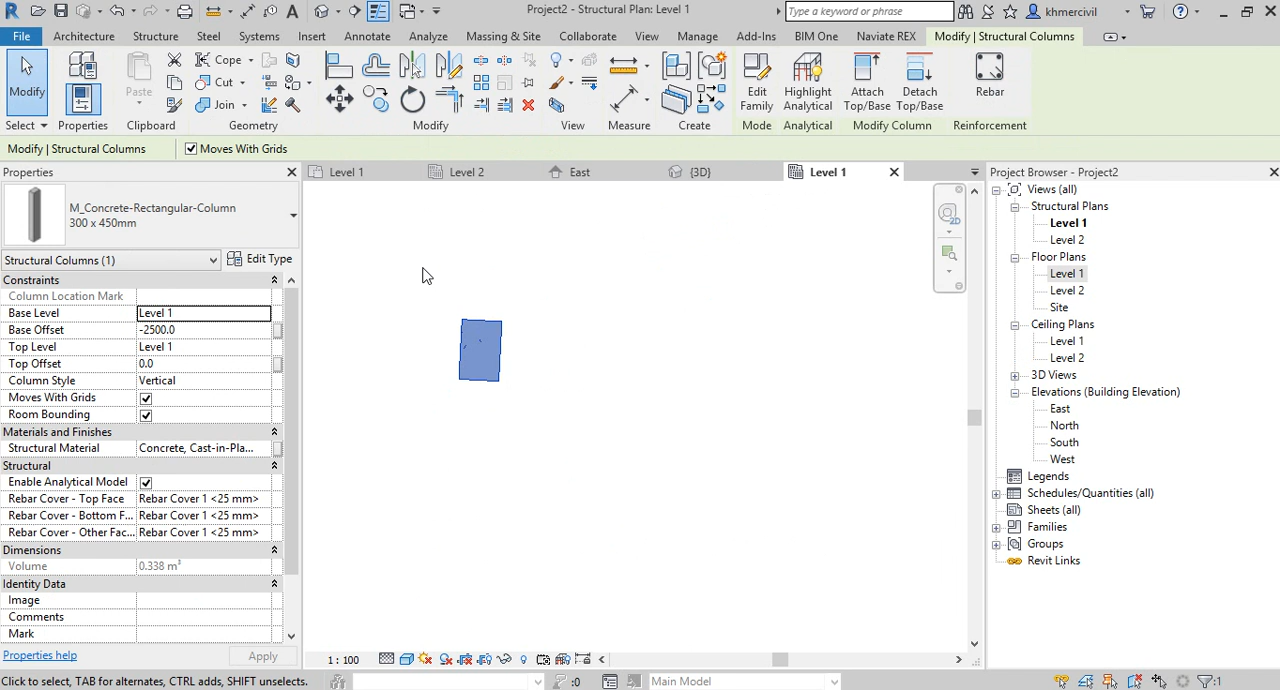 Project2 - Structural Plan: Level 1
Type a keyword or phrase
khmercivil
File Architecture Structure Steel Systems Insert Annotate Analyze Massing & Site Collaborate View Manage Add-Ins BIM One Naviate REX Modify | Structural Columns
Modify Paste Cope Cut Join Edit Family Highlight Analytical Attach Top/Base Detach Top/Base Rebar
Select Properties Clipboard Geometry Modify View Measure Create Mode Analytical Modify Column Reinforcement
Modify | Structural Columns Moves With Grids
Properties
Level 1 Level 2 East {3D} Level 1
M_Concrete-Rectangular-Column
300 x 450mm
Structural Columns (1) Edit Type
Constraints
Column Location Mark
Base Level Level 1
Base Offset -2500.0
Top Level Level 1
Top Offset 0.0
Column Style Vertical
Moves With Grids
Room Bounding
Materials and Finishes
Structural Material Concrete, Cast-in-Pla...
Structural
Enable Analytical Model
Rebar Cover - Top Face Rebar Cover 1 <25 mm>
Rebar Cover - Bottom F... Rebar Cover 1 <25 mm>
Rebar Cover - Other Fac... Rebar Cover 1 <25 mm>
Dimensions
Volume 0.338 m³
Identity Data
Image
Comments
Mark
Properties help Apply
2D
1 : 100
Project Browser - Project2
Views (all)
Structural Plans
Level 1
Level 2
Floor Plans
Level 1
Level 2
Site
Ceiling Plans
Level 1
Level 2
3D Views
Elevations (Building Elevation)
East
North
South
West
Legends
Schedules/Quantities (all)
Sheets (all)
Families
Groups
Revit Links
Click to select, TAB for alternates, CTRL adds, SHIFT unselects. :0 Main Model :1